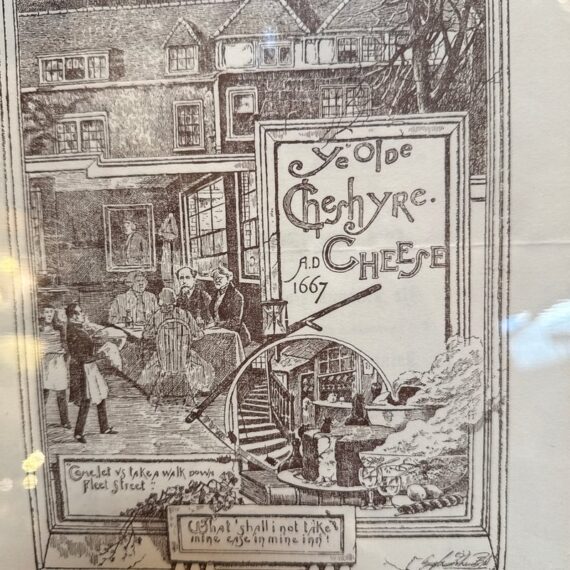 Ye Olde
Cheshyre.
CHEESE
A.D
1667
"Come let vs take a walk down
Fleet Street"
What 'shall i not take
mine ease in mine inn'!